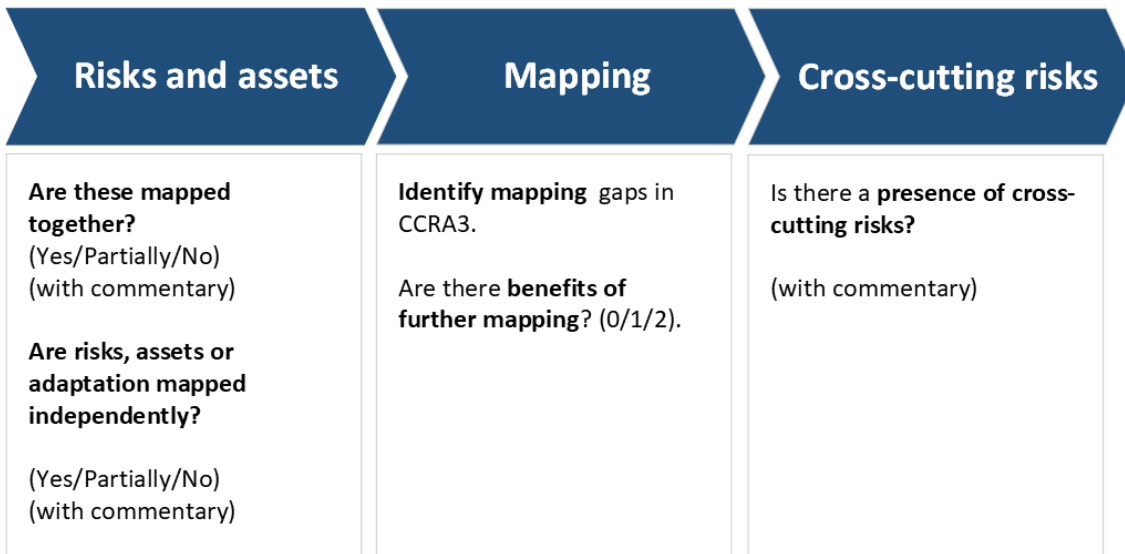 Risks and assets
Mapping
Cross-cutting risks
Are these mapped
together?
(Yes/Partially/No)
(with commentary)
Are risks, assets or
adaptation mapped
independently?
(Yes/Partially/No)
(with commentary)
Identify mapping gaps in
CCRA3.
Are there benefits of
further mapping? (0/1/2).
Is there a presence of cross-
cutting risks?
(with commentary)